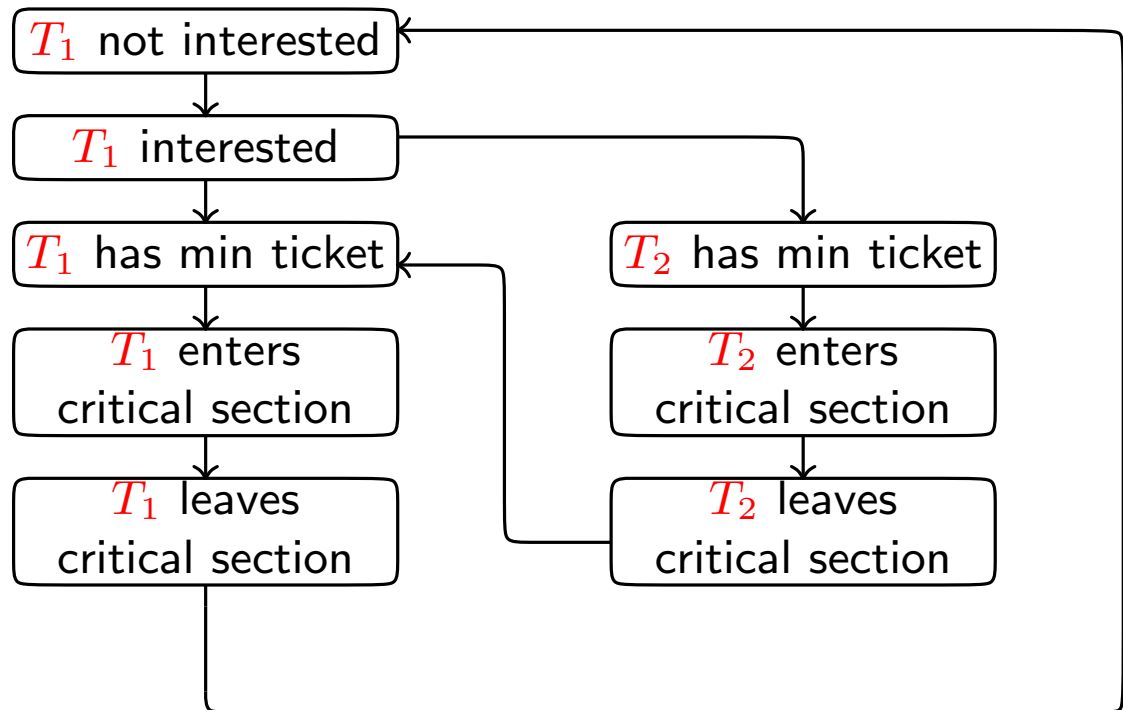 T₁ not interested
T₁ interested
T₁ has min ticket
T₂ has min ticket
T₁ enters
critical section
T₂ enters
critical section
T₁ leaves
critical section
T₂ leaves
critical section